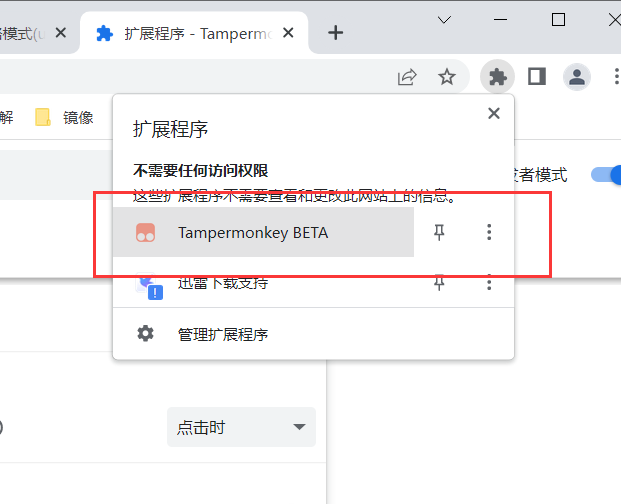 各模式(u
扩展程序 - Tamperm
解
镜像
扩展程序
不需要任何访问权限
这些扩展程序不需要查看和更改此网站上的信息。
发者模式
Tampermonkey BETA
迅雷下载支持
管理扩展程序
点击时